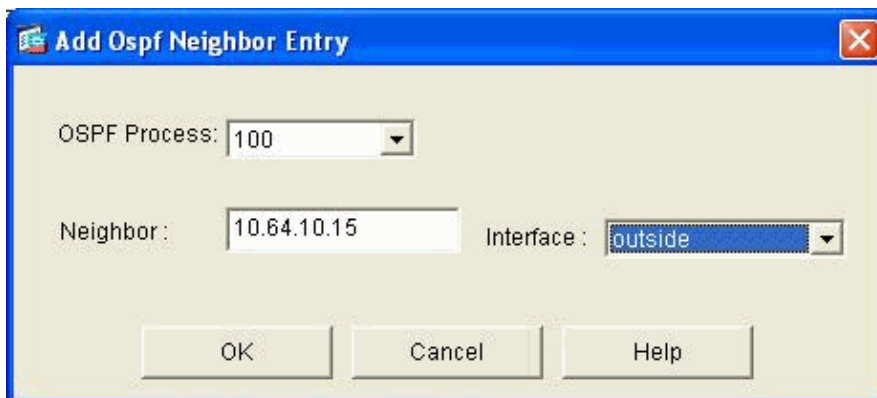 Add Ospf Neighbor Entry
OSPF Process: 100
Neighbor : 10.64.10.15 Interface : outside
OK Cancel Help